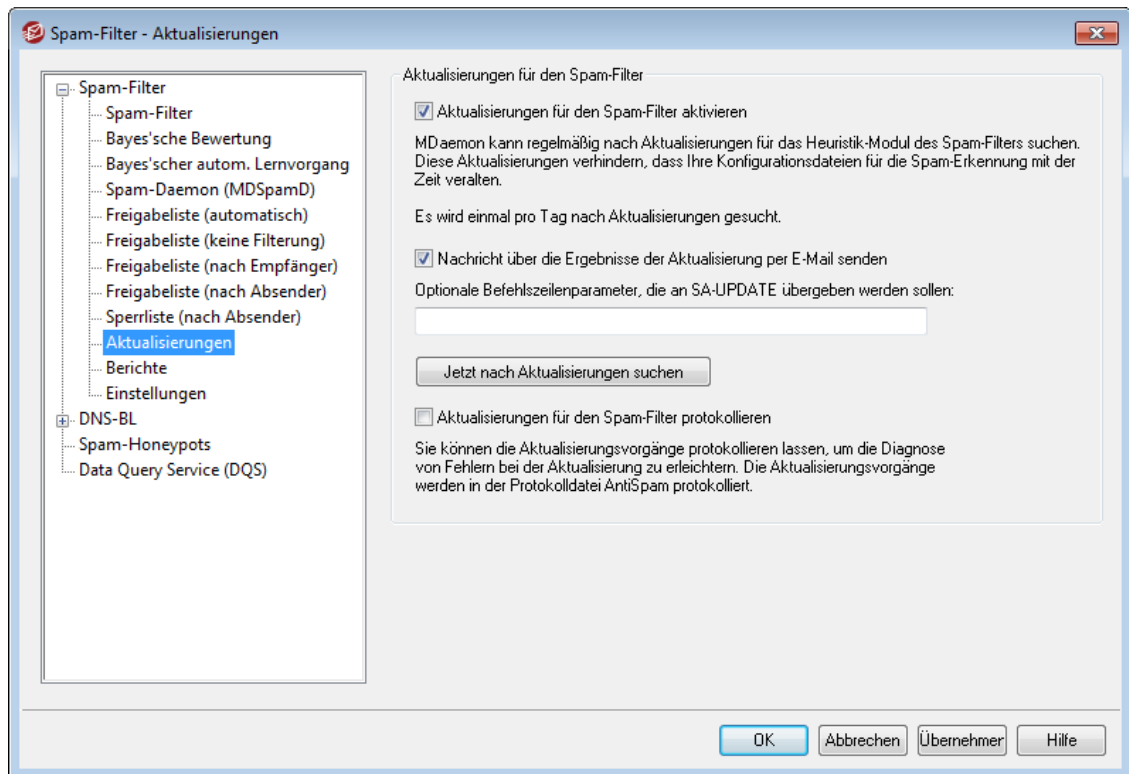 Spam-Filter - Aktualisierungen
Spam-Filter
Spam-Filter
Bayes'sche Bewertung
Bayes'scher autom. Lernvorgang
Spam-Daemon (MDSpamD)
Freigabeliste (automatisch)
Freigabeliste (keine Filterung)
Freigabeliste (nach Empfänger)
Freigabeliste (nach Absender)
Sperrliste (nach Absender)
Aktualisierungen
Berichte
Einstellungen
DNS-BL
Spam-Honeypots
Data Query Service (DQS)
Aktualisierungen für den Spam-Filter
Aktualisierungen für den Spam-Filter aktivieren
MDaemon kann regelmäßig nach Aktualisierungen für das Heuristik-Modul des Spam-Filters suchen.
Diese Aktualisierungen verhindern, dass Ihre Konfigurationsdateien für die Spam-Erkennung mit der
Zeit veralten.
Es wird einmal pro Tag nach Aktualisierungen gesucht.
Nachricht über die Ergebnisse der Aktualisierung per E-Mail senden
Optionale Befehlszeilenparameter, die an SA-UPDATE übergeben werden sollen:
Jetzt nach Aktualisierungen suchen
Aktualisierungen für den Spam-Filter protokollieren
Sie können die Aktualisierungsvorgänge protokollieren lassen, um die Diagnose
von Fehlern bei der Aktualisierung zu erleichtern. Die Aktualisierungsvorgänge
werden in der Protokolldatei AntiSpam protokolliert.
OK
Abbrechen
Übernehmer
Hilfe